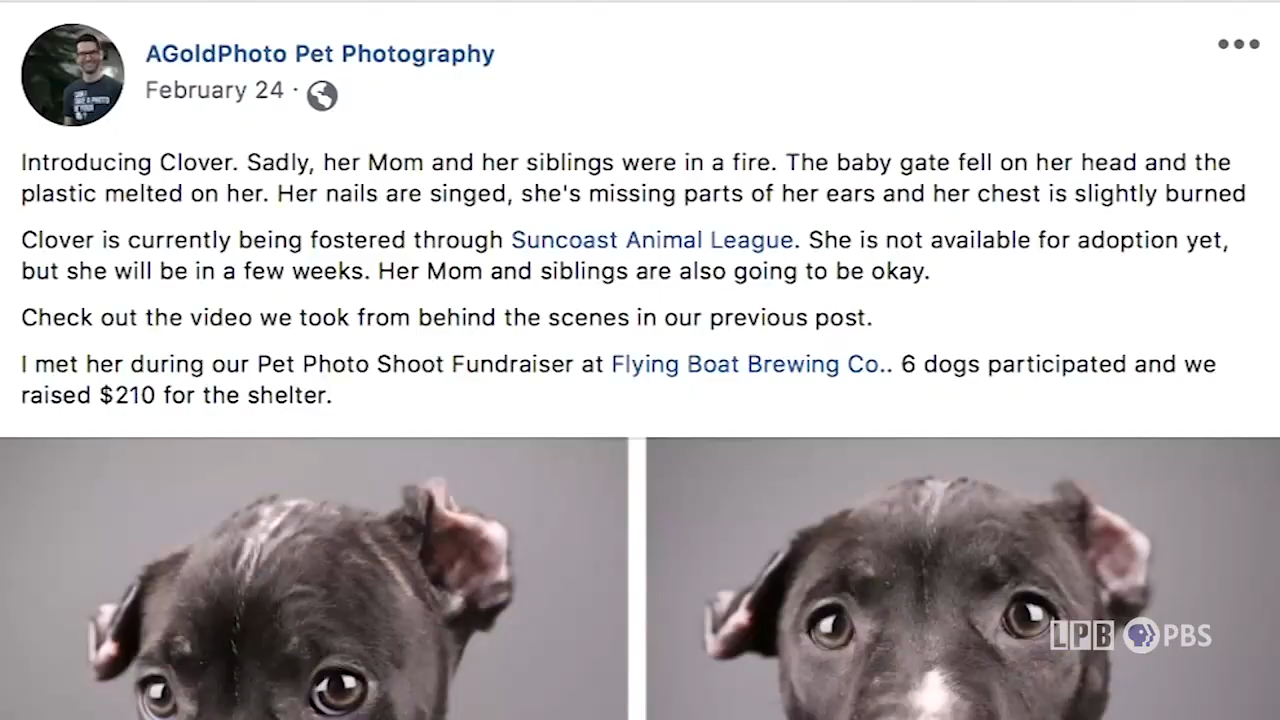 AGoldPhoto Pet Photography
February 24 ·
Introducing Clover. Sadly, her Mom and her siblings were in a fire. The baby gate fell on her head and the
plastic melted on her. Her nails are singed, she's missing parts of her ears and her chest is slightly burned
Clover is currently being fostered through Suncoast Animal League. She is not available for adoption yet,
but she will be in a few weeks. Her Mom and siblings are also going to be okay.
Check out the video we took from behind the scenes in our previous post.
I met her during our Pet Photo Shoot Fundraiser at Flying Boat Brewing Co.. 6 dogs participated and we
raised $210 for the shelter.
LPB PBS